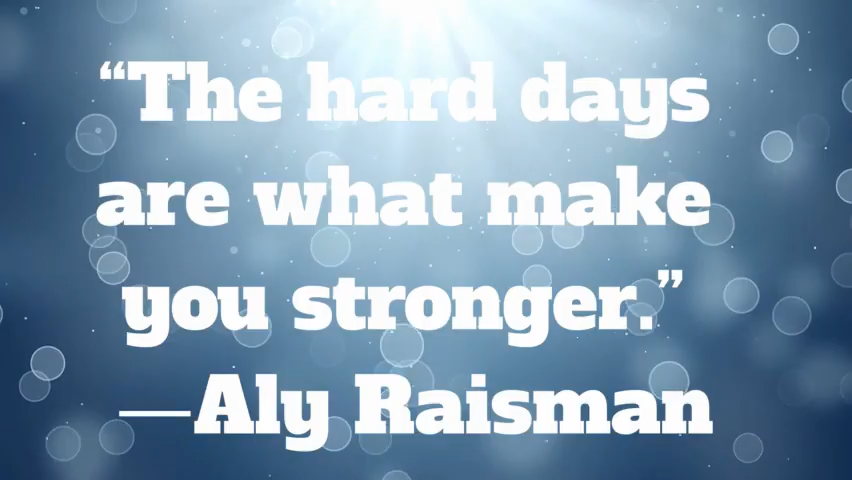 “The hard days
are what make
you stronger.”
—Aly Raisman